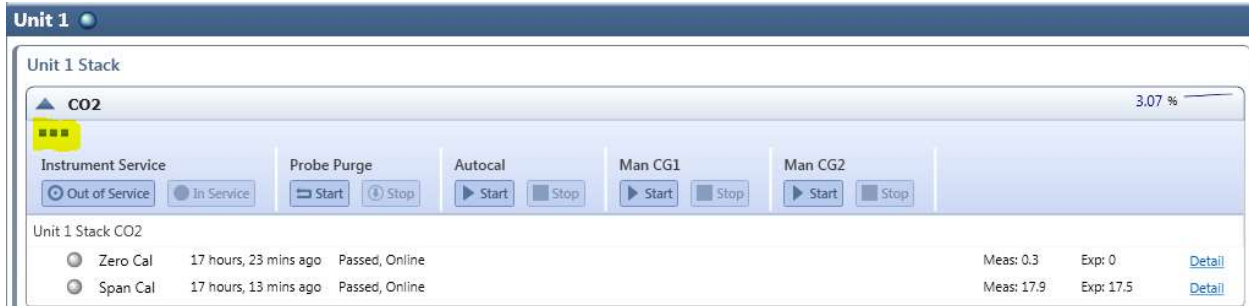 Unit 1
Unit 1 Stack
CO2 3.07 %
Instrument Service Probe Purge Autocal Man CG1 Man CG2
Out of Service In Service Start Stop Start Stop Start Stop Start Stop
Unit 1 Stack CO2
Zero Cal 17 hours, 23 mins ago Passed, Online Meas: 0.3 Exp: 0 Detail
Span Cal 17 hours, 13 mins ago Passed, Online Meas: 17.9 Exp: 17.5 Detail